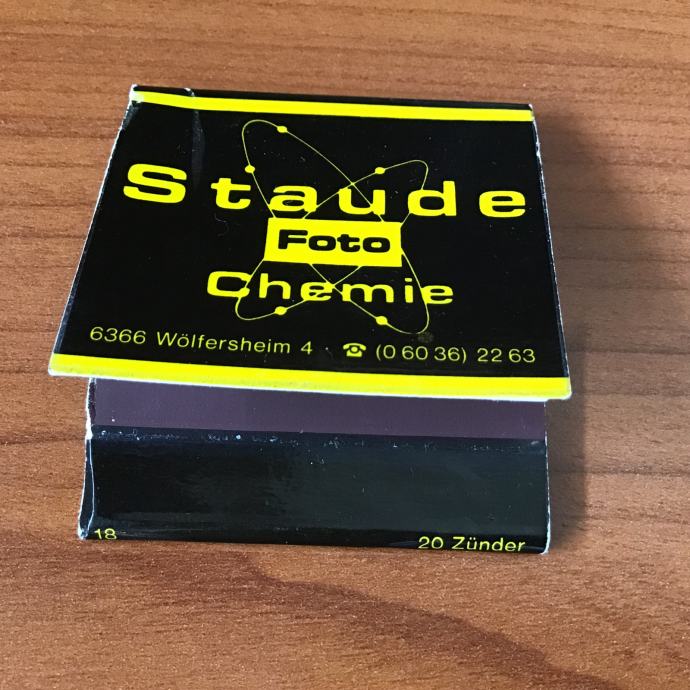 Staude
Foto
Chemie
6366 Wölfersheim 4 · ☎ (0 60 36) 22 63
18 20 Zünder